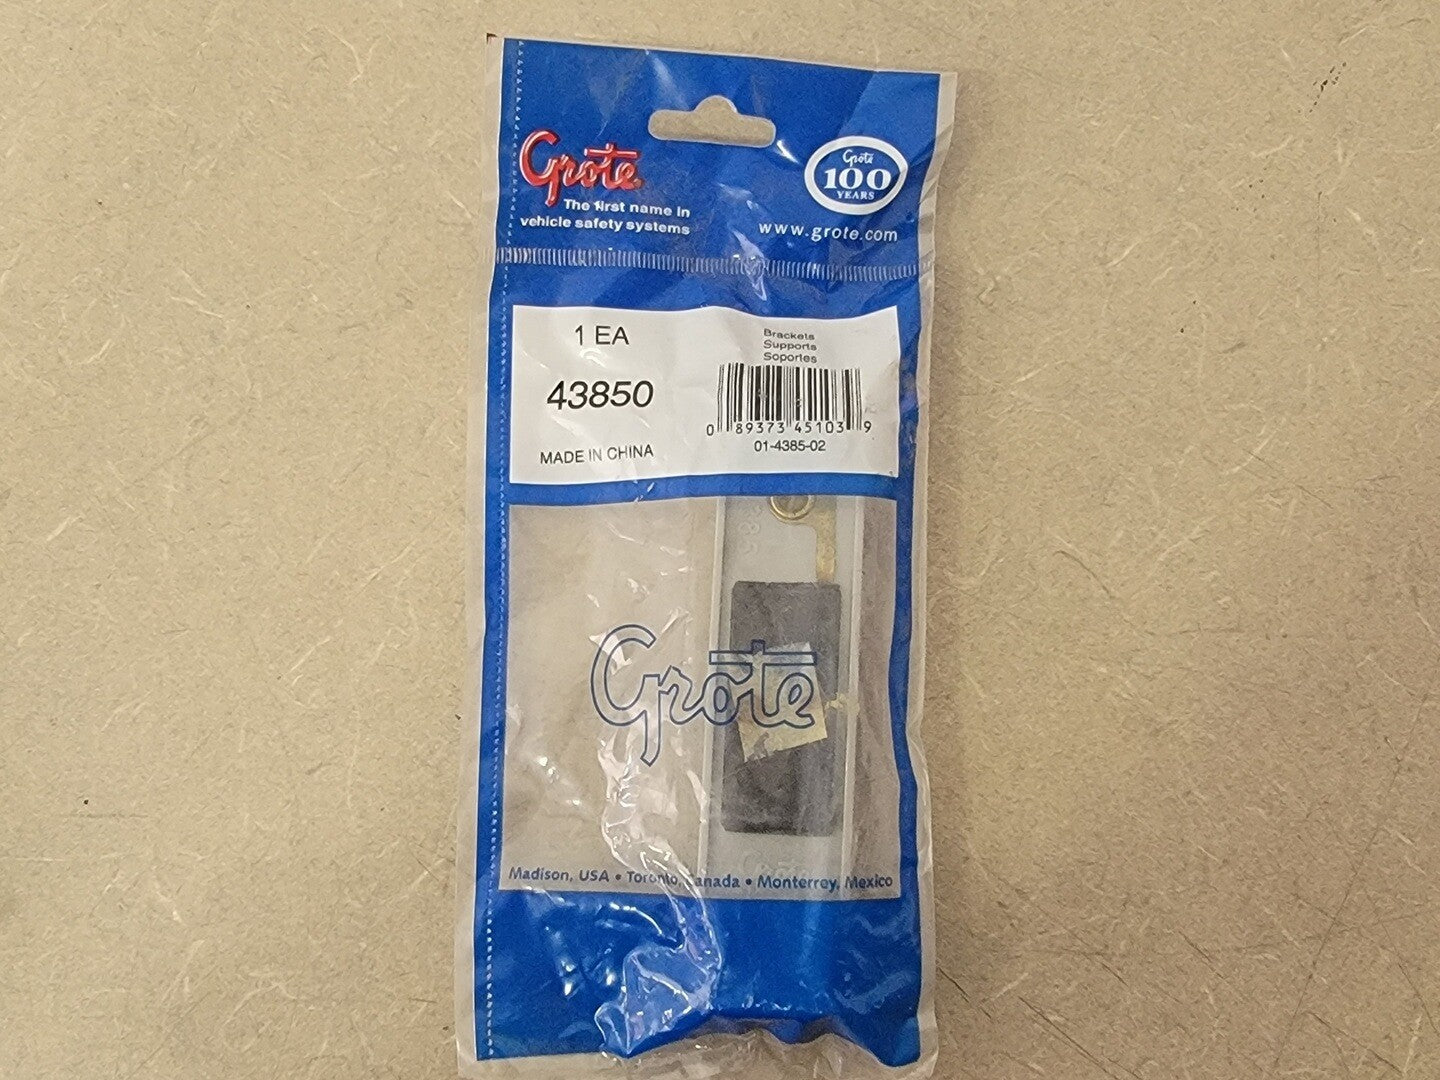 Grote
The first name in
vehicle safety systems
Grote
100
YEARS
www.grote.com
1 EA
43850
MADE IN CHINA
Brackets
Supports
Soportes
0 89373 45103 9
01-4385-02
Grote
Madison, USA • Toronto, Canada • Monterrey, Mexico